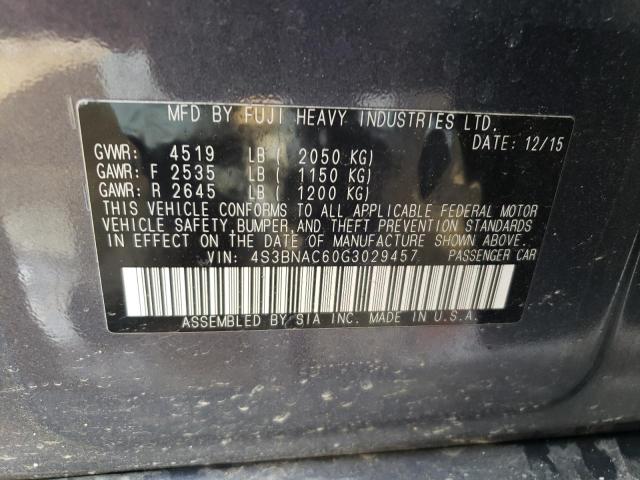 MFD BY FUJI HEAVY INDUSTRIES LTD.
DATE: 12/15
GVWR: 4519 LB ( 2050 KG)
GAWR: F 2535 LB ( 1150 KG)
GAWR: R 2645 LB ( 1200 KG)
THIS VEHICLE CONFORMS TO ALL APPLICABLE FEDERAL MOTOR
VEHICLE SAFETY, BUMPER, AND THEFT PREVENTION STANDARDS
IN EFFECT ON THE DATE OF MANUFACTURE SHOWN ABOVE.
VIN: 4S3BNAC60G3029457 PASSENGER CAR
ASSEMBLED BY SIA INC. MADE IN U.S.A.